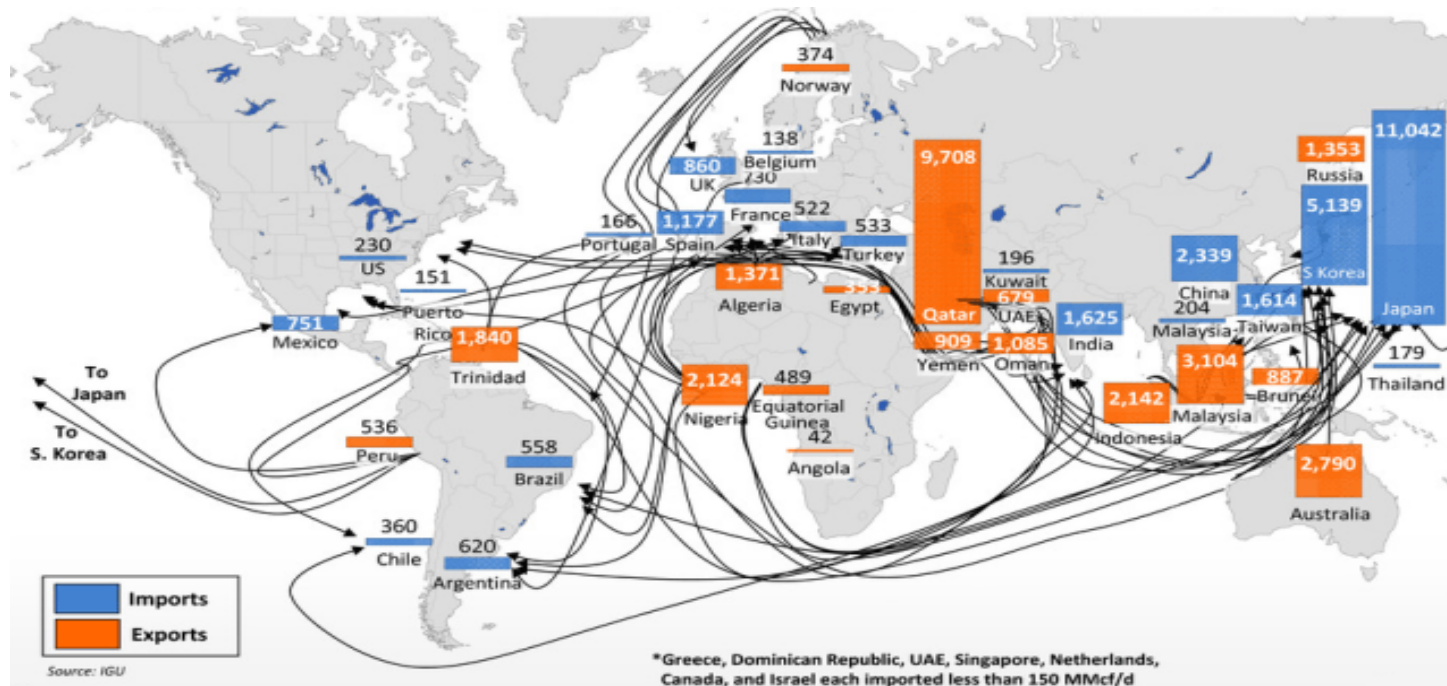 374
Norway
138
Belgium
860
UK
730
France
522
Italy
533
Turkey
166
Portugal
1,177
Spain
230
US
151
Puerto
Rico
751
Mexico
1,840
Trinidad
1,371
Algeria
353
Egypt
9,708
Qatar
196
Kuwait
679
UAE
909
Yemen
1,085
Oman
1,625
India
2,339
China
204
Malaysia
1,614
Taiwan
1,353
Russia
5,139
S Korea
11,042
Japan
179
Thailand
3,104
Malaysia
887
Brunei
2,142
Indonesia
2,790
Australia
2,124
Nigeria
489
Equatorial
Guinea
42
Angola
To
Japan
To
S. Korea
536
Peru
558
Brazil
360
Chile
620
Argentina
Imports
Exports
Source: IGU
*Greece, Dominican Republic, UAE, Singapore, Netherlands,
Canada, and Israel each imported less than 150 MMcf/d